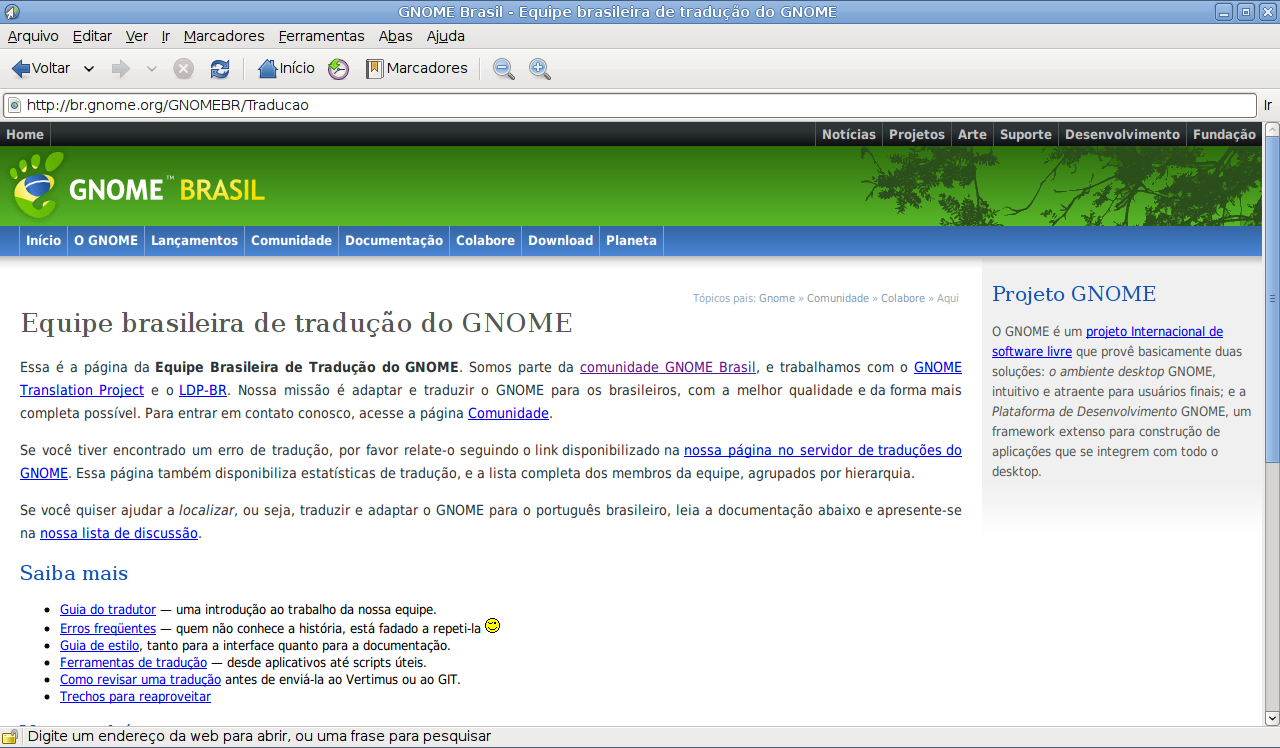 GNOME Brasil - Equipe brasileira de tradução do GNOME
Arquivo Editar Ver Ir Marcadores Ferramentas Abas Ajuda
Voltar Início Marcadores
http://br.gnome.org/GNOMEBR/Traducao Ir
Home Notícias Projetos Arte Suporte Desenvolvimento Fundação
GNOME™ BRASIL
Início O GNOME Lançamentos Comunidade Documentação Colabore Download Planeta
Tópicos pais: Gnome » Comunidade » Colabore » Aqui
Equipe brasileira de tradução do GNOME
Essa é a página da Equipe Brasileira de Tradução do GNOME. Somos parte da comunidade GNOME Brasil, e trabalhamos com o GNOME
Translation Project e o LDP-BR. Nossa missão é adaptar e traduzir o GNOME para os brasileiros, com a melhor qualidade e da forma mais
completa possível. Para entrar em contato conosco, acesse a página Comunidade.
Se você tiver encontrado um erro de tradução, por favor relate-o seguindo o link disponibilizado na nossa página no servidor de traduções do
GNOME. Essa página também disponibiliza estatísticas de tradução, e a lista completa dos membros da equipe, agrupados por hierarquia.
Se você quiser ajudar a localizar, ou seja, traduzir e adaptar o GNOME para o português brasileiro, leia a documentação abaixo e apresente-se
na nossa lista de discussão.
Saiba mais
• Guia do tradutor — uma introdução ao trabalho da nossa equipe.
• Erros freqüentes — quem não conhece a história, está fadado a repeti-la
• Guia de estilo, tanto para a interface quanto para a documentação.
• Ferramentas de tradução — desde aplicativos até scripts úteis.
• Como revisar uma tradução antes de enviá-la ao Vertimus ou ao GIT.
• Trechos para reaproveitar
Projeto GNOME
O GNOME é um projeto Internacional de
software livre que provê basicamente duas
soluções: o ambiente desktop GNOME,
intuitivo e atraente para usuários finais; e a
Plataforma de Desenvolvimento GNOME, um
framework extenso para construção de
aplicações que se integrem com todo o
desktop.
Digite um endereço da web para abrir, ou uma frase para pesquisar